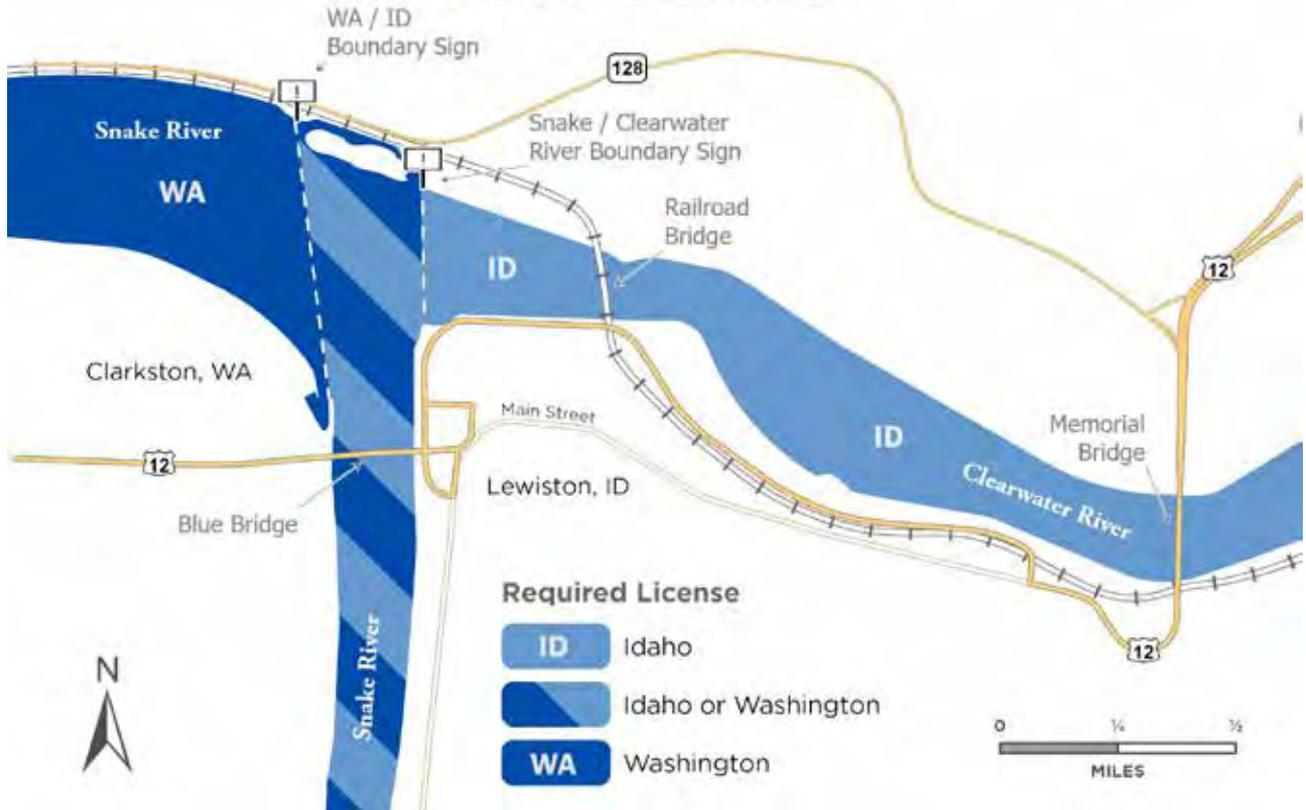 WA / ID
Boundary Sign
128
Snake River
Snake / Clearwater
River Boundary Sign
WA
Railroad
Bridge
ID
12
Clarkston, WA
Main Street
ID
Memorial
Bridge
12
Lewiston, ID
Clearwater River
Blue Bridge
Required License
ID Idaho
Snake River
Idaho or Washington
12
N
WA Washington
0 ¼ ½
MILES